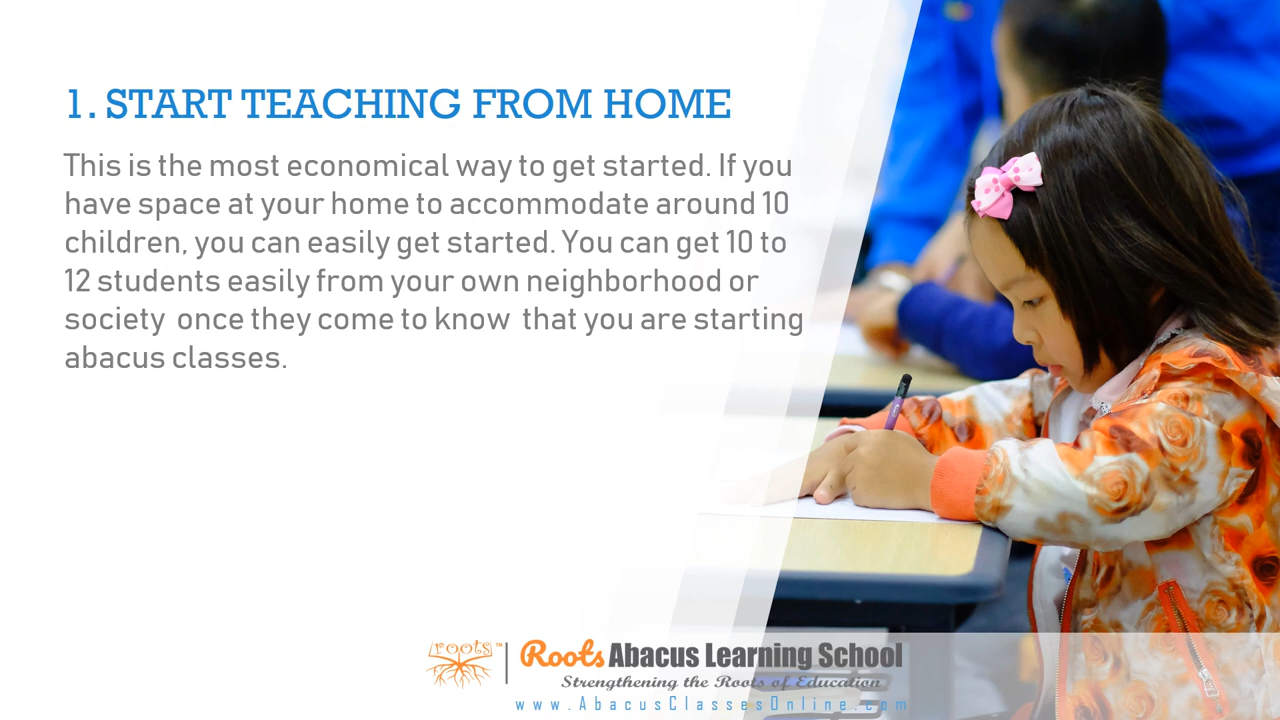 1. START TEACHING FROM HOME
This is the most economical way to get started. If you
have space at your home to accommodate around 10
children, you can easily get started. You can get 10 to
12 students easily from your own neighborhood or
society once they come to know that you are starting
abacus classes.
roots™ | Roots Abacus Learning School
Strengthening the Roots of Education
www.AbacusClassesOnline.com